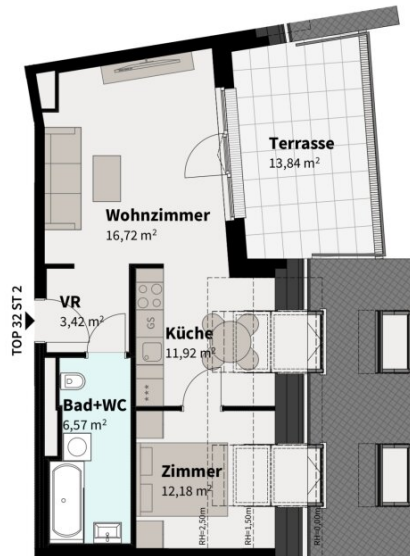 Terrasse
13,84 m²
Wohnzimmer
16,72 m²
TOP 32 ST 2
VR
3,42 m²
GS
Küche
11,92 m²
Bad+WC
6,57 m²
Zimmer
12,18 m²
RH=2,50m
RH=1,50m
RH=0,00m